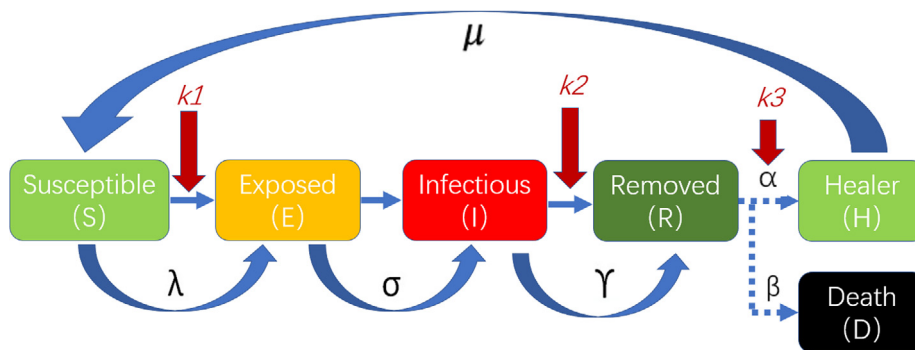 μ
k1
k2
k3
Susceptible
(S)
Exposed
(E)
Infectious
(I)
Removed
(R)
α
Healer
(H)
λ
σ
ϒ
β
Death
(D)